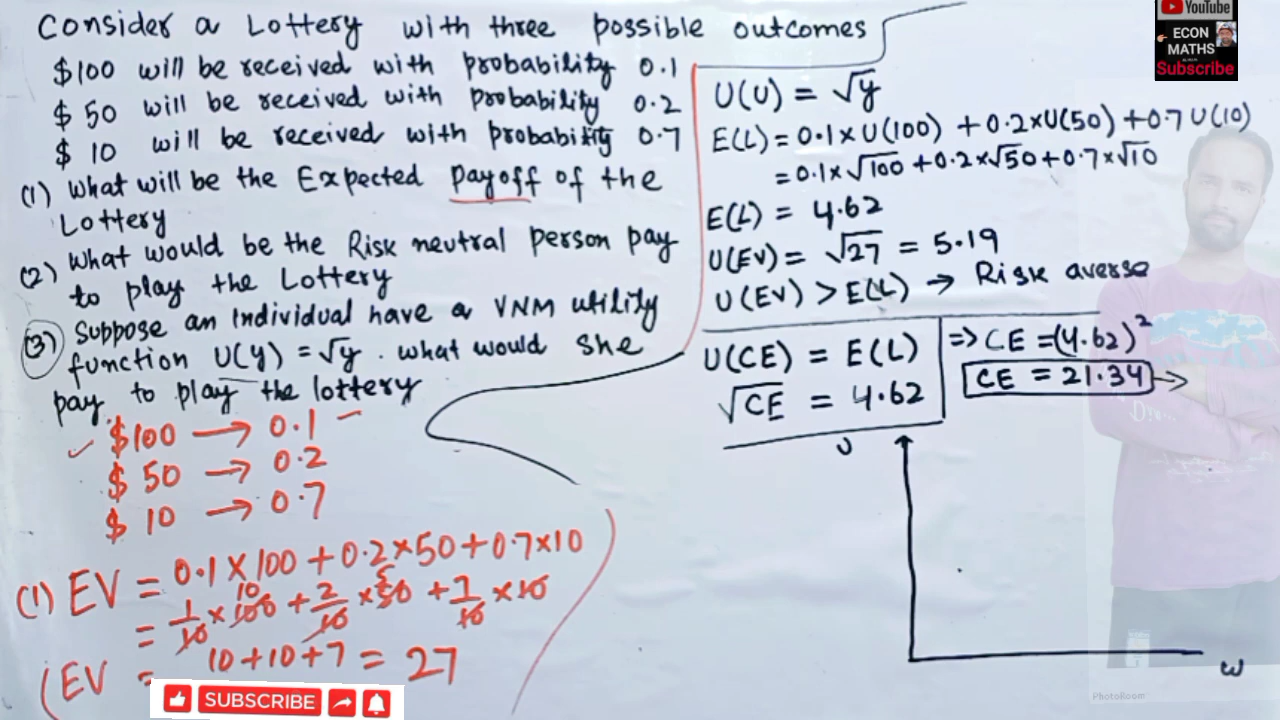 Consider a Lottery with three possible outcomes
$100 will be received with probability 0.1
$ 50 will be received with probability 0.2
$ 10 will be received with probability 0.7
(1) What will be the Expected payoff of the
Lottery
(2) What would be the Risk neutral person pay
to play the Lottery
(3) Suppose an individual have a VNM utility
function U(y) = √y . what would she
pay to play the lottery
$100 → 0.1
$ 50 → 0.2
$ 10 → 0.7
(1) EV = 0.1 × 100 + 0.2 × 50 + 0.7 × 10
= 1/10 × 100 10 + 2/10 × 50 5 + 7/10 × 10
EV = 10 + 10 + 7 = 27
U(U) = √y
E(L) = 0.1 × U(100) + 0.2 × U(50) + 0.7 U(10)
= 0.1 × √100 + 0.2 × √50 + 0.7 × √10
E(L) = 4.62
U(EV) = √27 = 5.19
U(EV) > E(L) → Risk averse
U(CE) = E(L)
√CE = 4.62
⇒ CE = (4.62)²
CE = 21.34 →
U
W
YouTube
ECON
MATHS
Subscribe
SUBSCRIBE
PhotoRoom